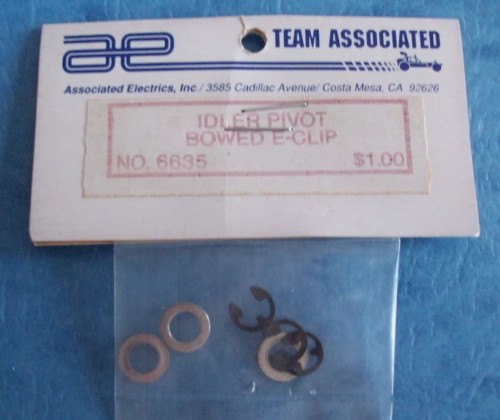 ae
TEAM ASSOCIATED
Associated Electrics, Inc./ 3585 Cadillac Avenue/ Costa Mesa, CA 92626
IDLER PIVOT
BOWED E-CLIP
NO. 6635 $1.00